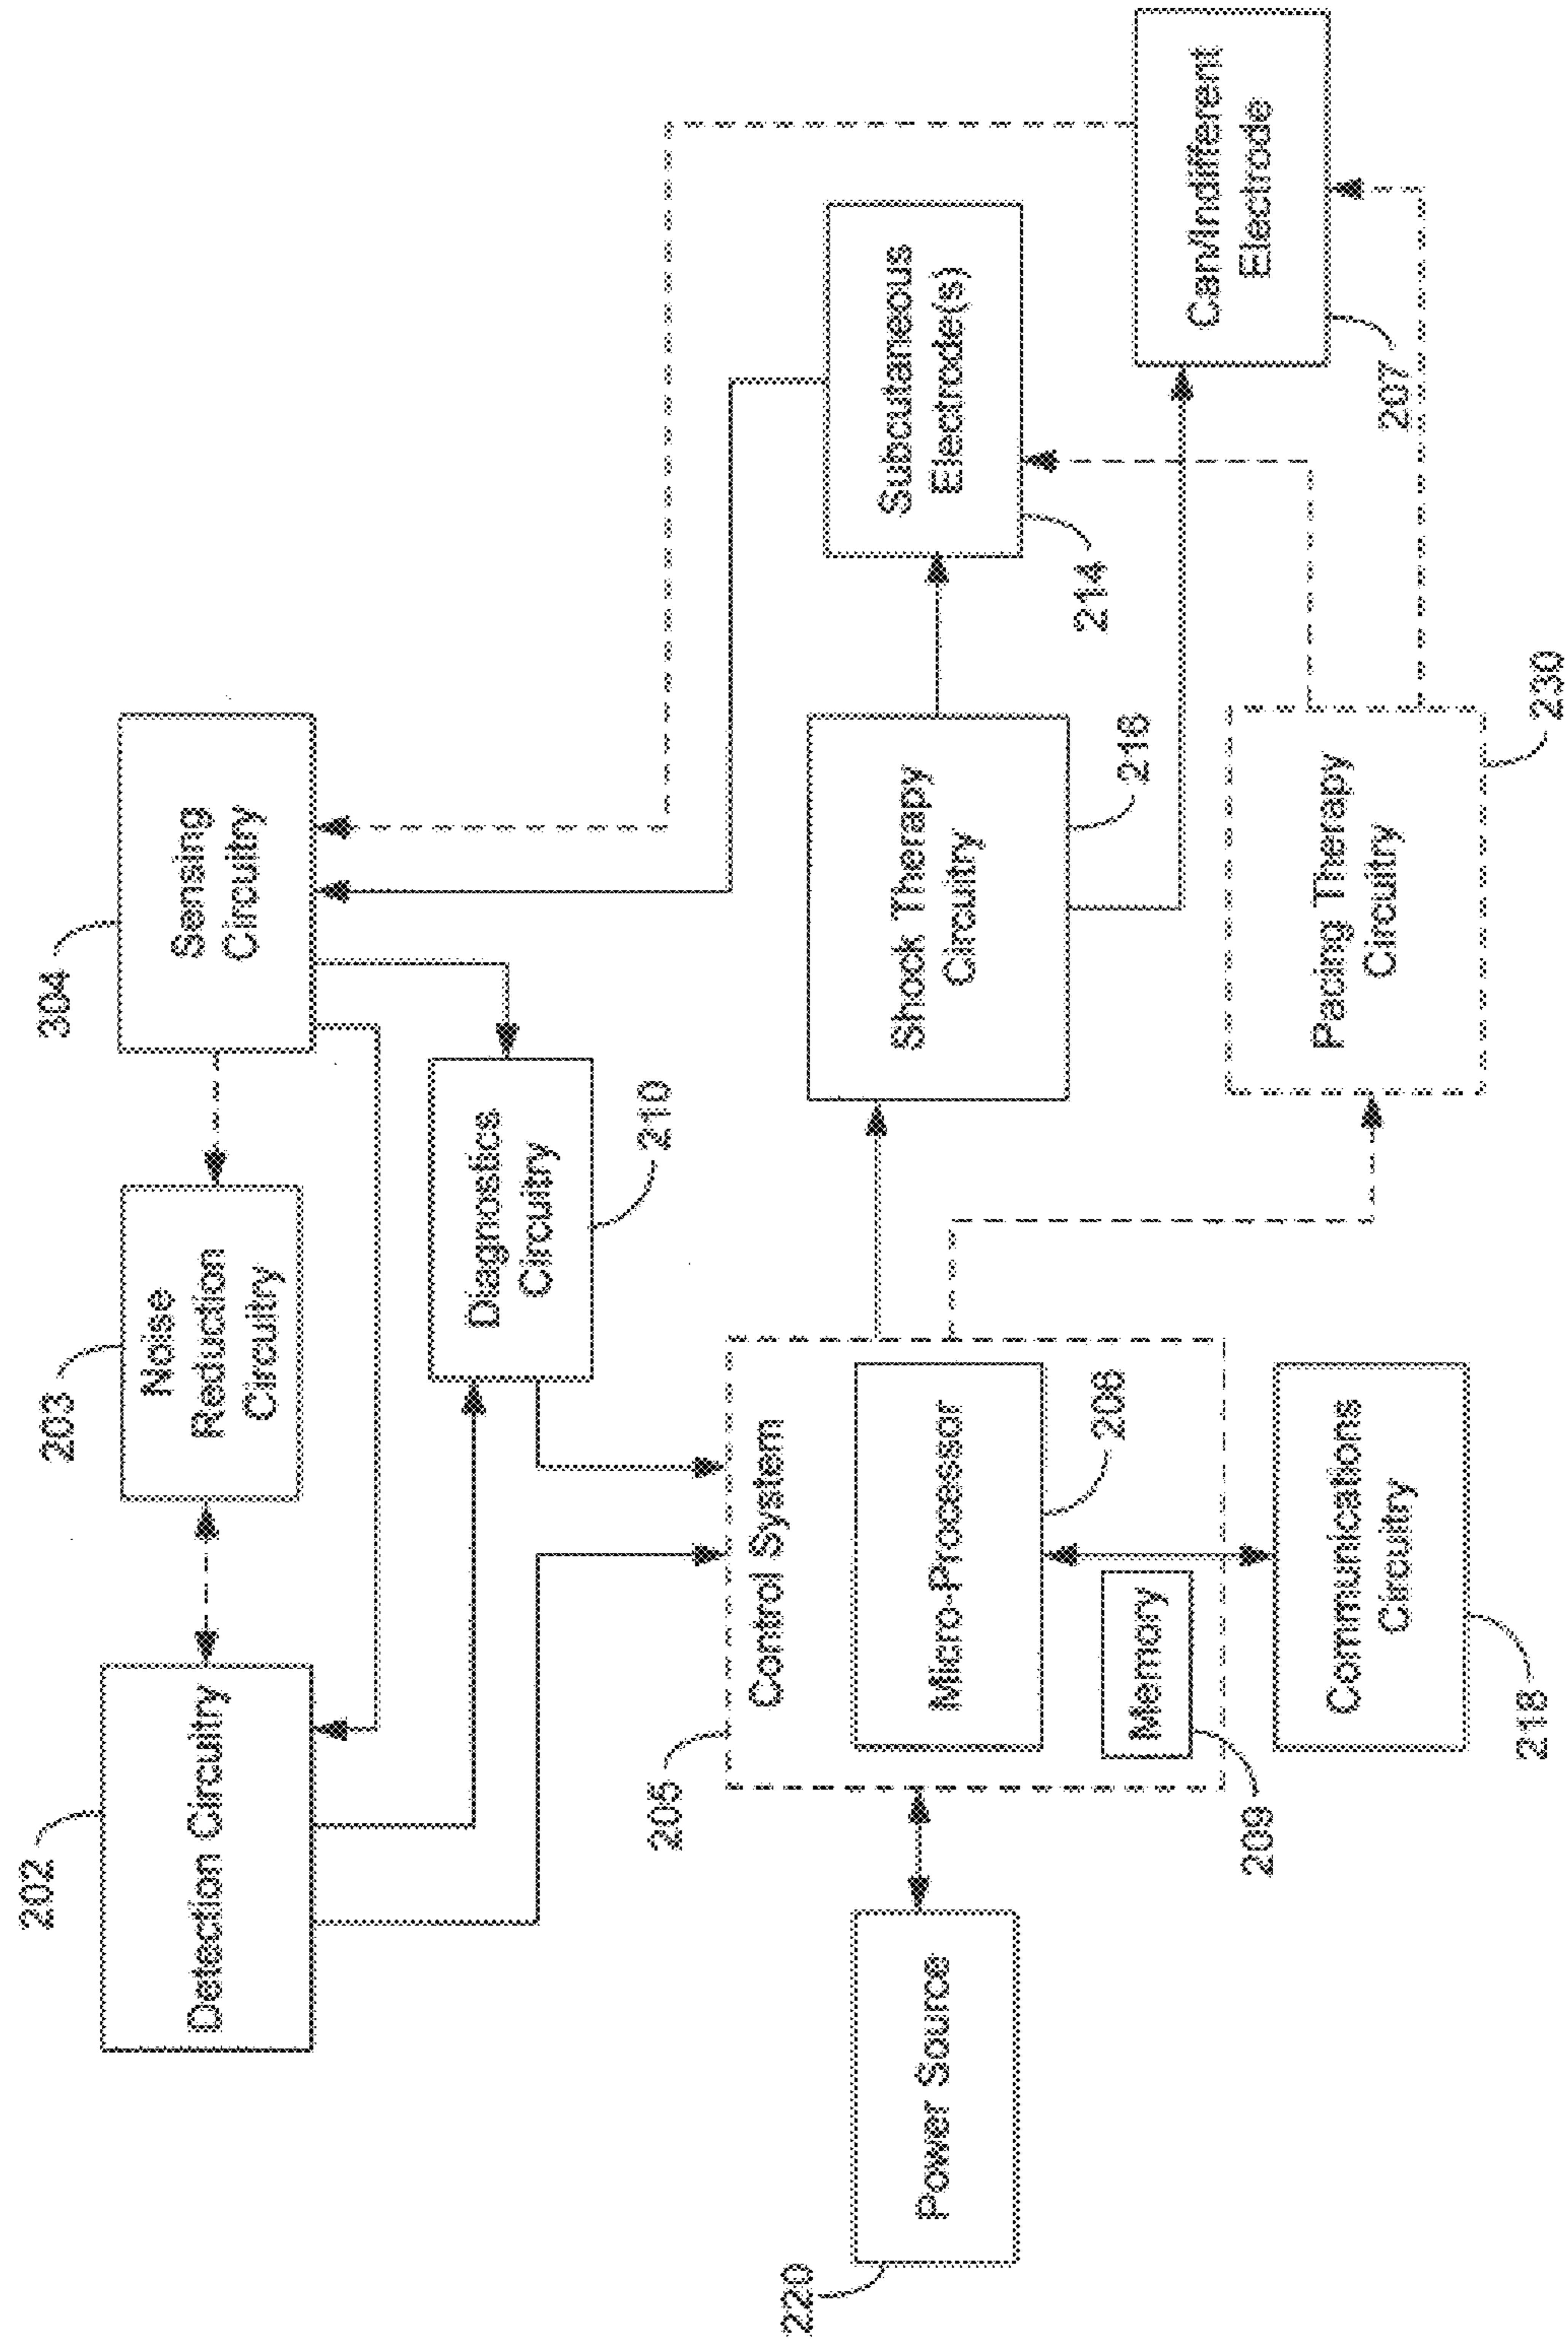 202
Detection Circuitry
203
Noise
Reduction
Circuitry
304
Sensing
Circuitry
Diagnostics
Circuitry
210
205
Control System
Micro-Processor
206
Memory
209
220
Power Source
Communications
Circuitry
218
Shock Therapy
Circuitry
216
Subcutaneous
Electrode(s)
214
Pacing Therapy
Circuitry
230
Can/Indifferent
Electrode
207